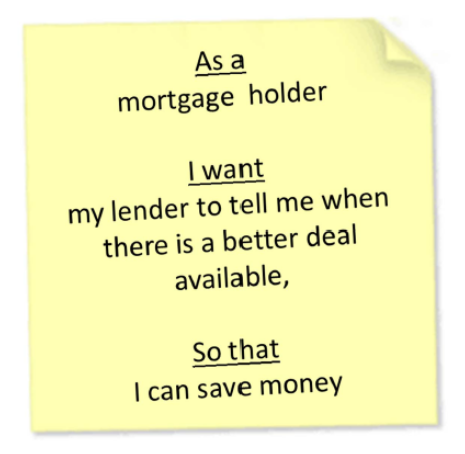 As a
mortgage holder
I want
my lender to tell me when
there is a better deal
available,
So that
I can save money